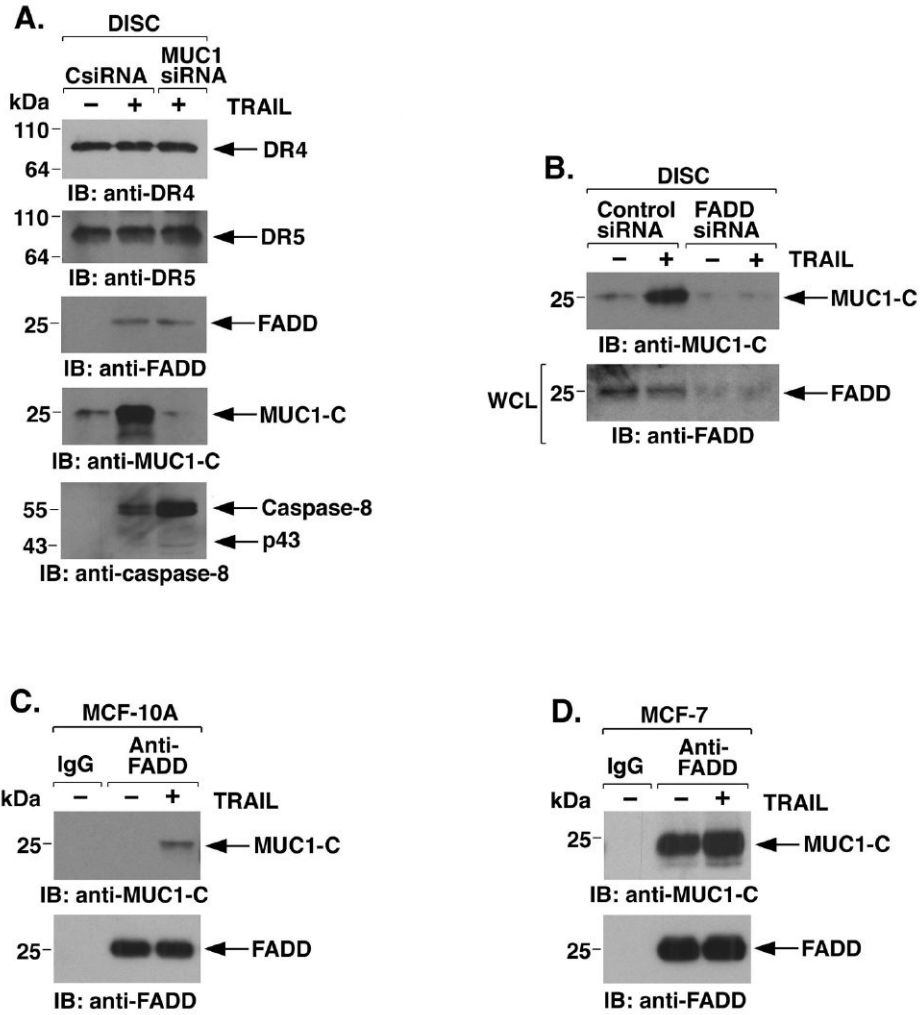 A.
DISC
CsiRNA
MUC1
siRNA
kDa − + + TRAIL
110
DR4
64
IB: anti-DR4
110
DR5
64
IB: anti-DR5
25
FADD
IB: anti-FADD
25
MUC1-C
IB: anti-MUC1-C
55
Caspase-8
43
p43
IB: anti-caspase-8
B.
DISC
Control FADD
siRNA siRNA
− + − + TRAIL
25
MUC1-C
IB: anti-MUC1-C
WCL
25
FADD
IB: anti-FADD
C.
MCF-10A
IgG
Anti-
FADD
kDa − − + TRAIL
25
MUC1-C
IB: anti-MUC1-C
25
FADD
IB: anti-FADD
D.
MCF-7
IgG
Anti-
FADD
kDa − − + TRAIL
25
MUC1-C
IB: anti-MUC1-C
25
FADD
IB: anti-FADD